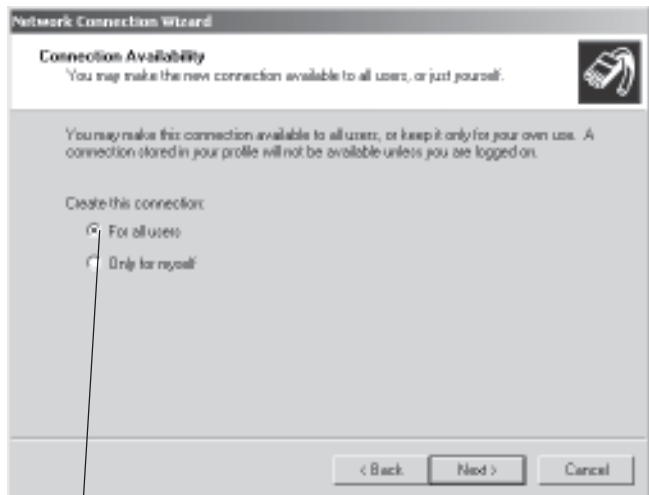 Network Connection Wizard
Connection Availability
You may make the new connection available to all users, or just yourself.
You may make this connection available to all users, or keep it only for your own use. A
connection stored in your profile will not be available unless you are logged on.
Create this connection:
For all users
Only for myself
< Back
Next >
Cancel